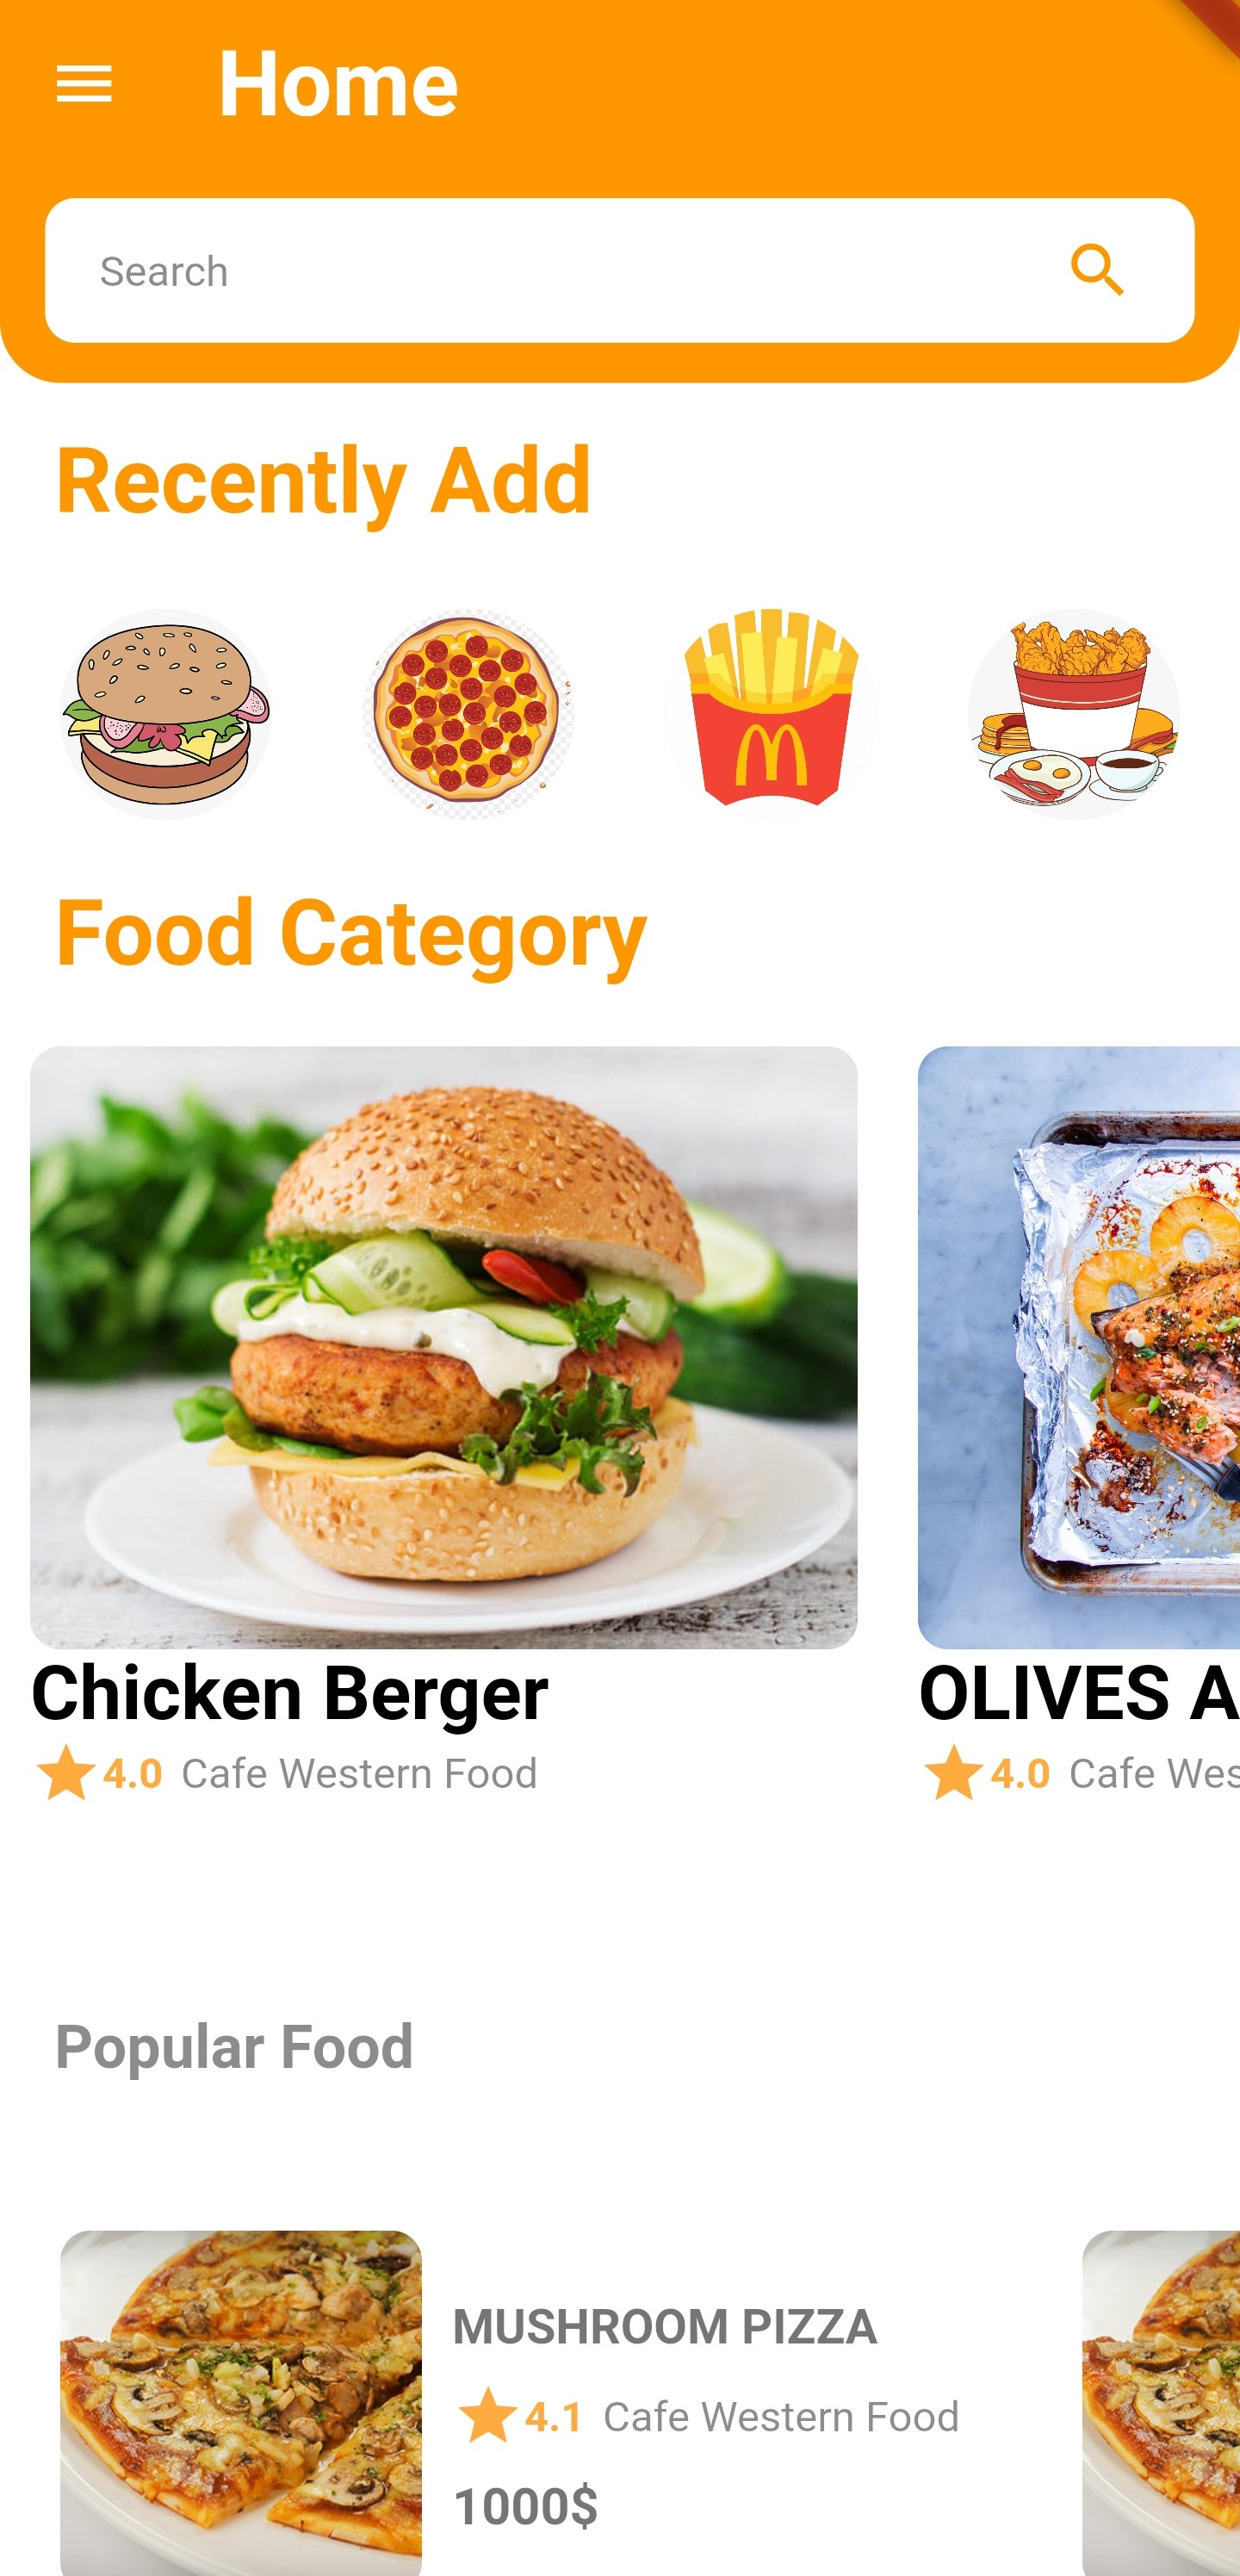 Home
Search
Recently Add
Food Category
Chicken Berger
4.0 Cafe Western Food
OLIVES A
4.0 Cafe Wes
Popular Food
MUSHROOM PIZZA
4.1 Cafe Western Food
1000$